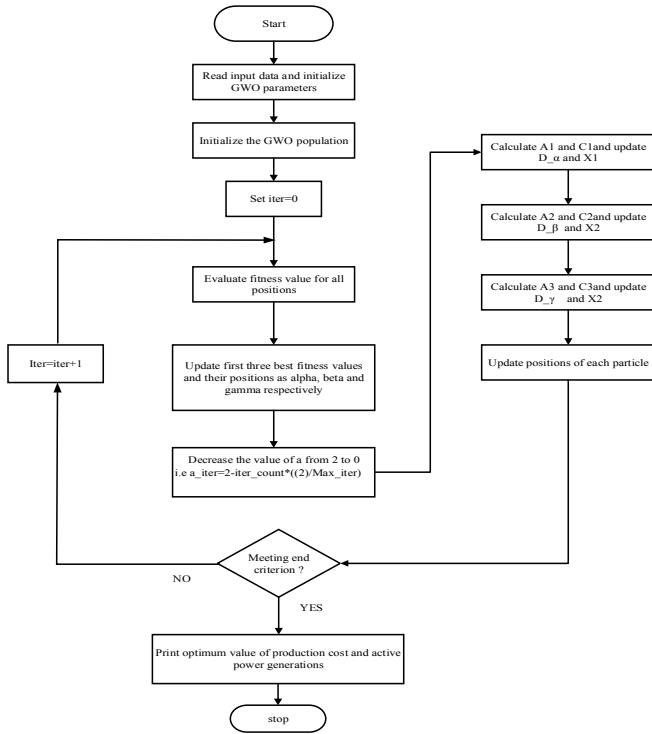 Start
Read input data and initialize
GWO parameters
Initialize the GWO population
Set iter=0
Evaluate fitness value for all
positions
Update first three best fitness values
and their positions as alpha, beta and
gamma respectively
Decrease the value of a from 2 to 0
i.e a_iter=2-iter_count*((2)/Max_iter)
Calculate A1 and C1and update
D_α and X1
Calculate A2 and C2and update
D_β and X2
Calculate A3 and C3and update
D_γ and X2
Update positions of each particle
Iter=iter+1
Meeting end
criterion ?
NO
YES
Print optimum value of production cost and active
power generations
stop